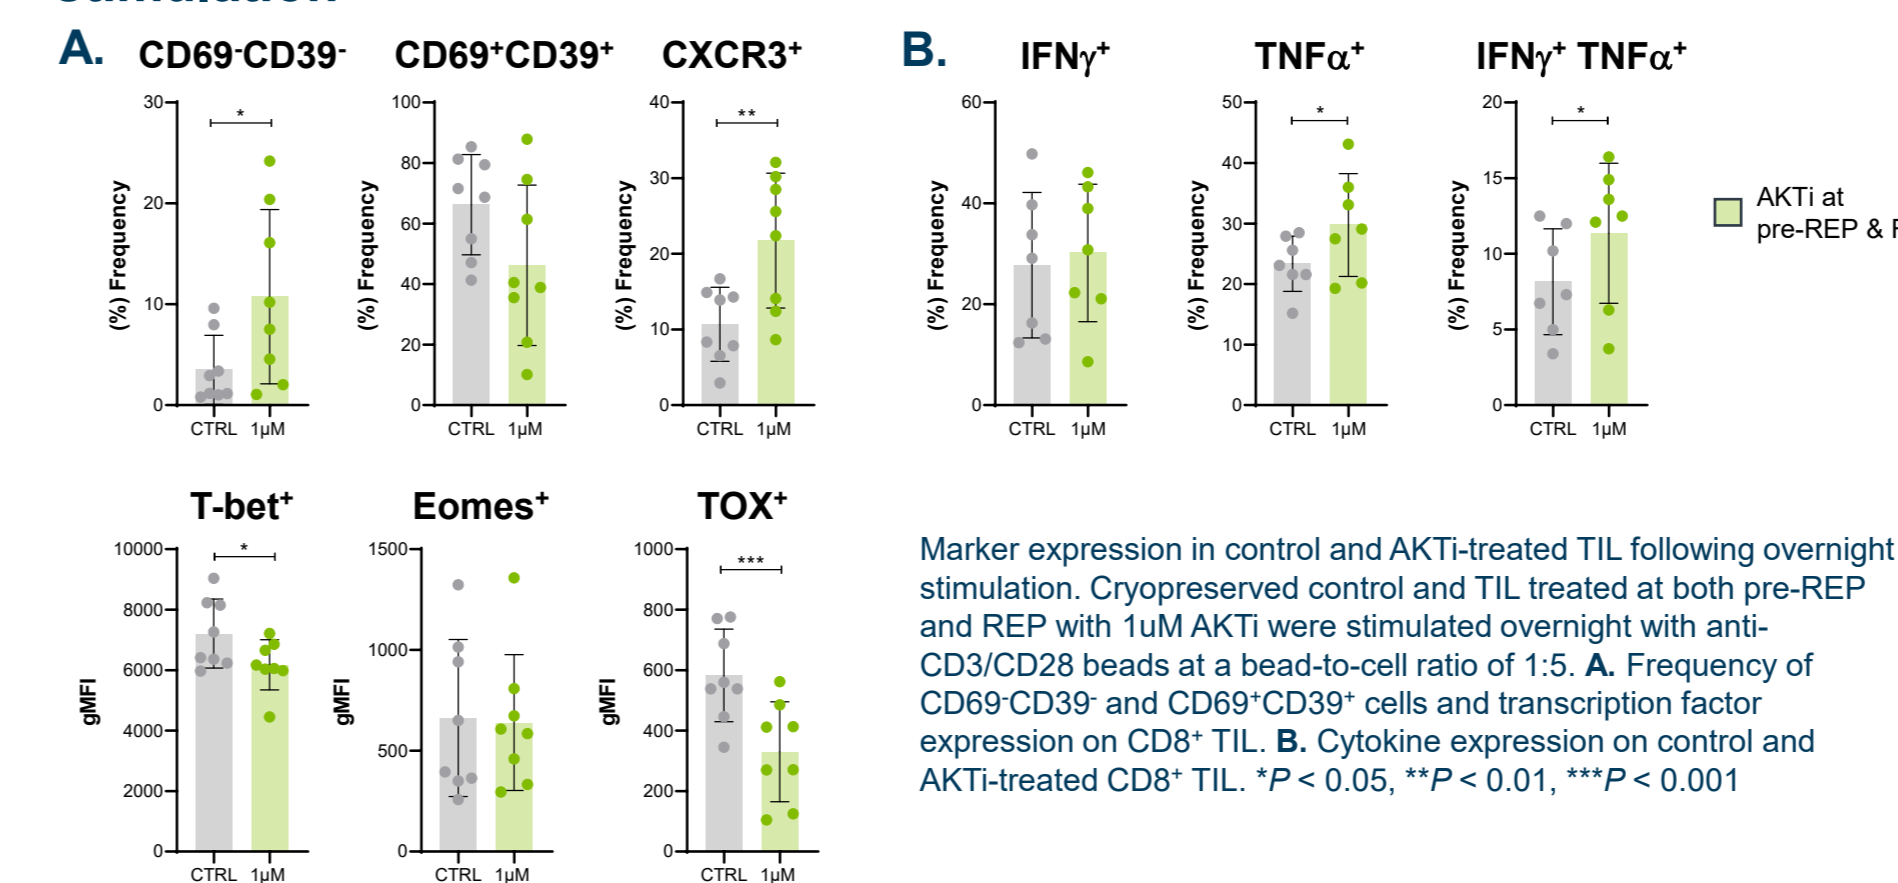 A.
CD69-CD39-
CD69+CD39+
CXCR3+
B.
IFNγ+
TNFα+
IFNγ+ TNFα+
(%) Frequency
30
20
10
0
*
CTRL 1µM
(%) Frequency
100
80
60
40
20
0
CTRL 1µM
(%) Frequency
40
30
20
10
0
**
CTRL 1µM
(%) Frequency
60
40
20
0
CTRL 1µM
(%) Frequency
50
40
30
20
10
0
*
CTRL 1µM
(%) Frequency
20
15
10
5
0
*
CTRL 1µM
AKTi at
pre-REP &
T-bet+
Eomes+
TOX+
gMFI
10000
8000
6000
4000
2000
0
*
CTRL 1µM
gMFI
1500
1000
500
0
CTRL 1µM
gMFI
1000
800
600
400
200
0
***
CTRL 1µM
Marker expression in control and AKTi-treated TIL following overnight
stimulation. Cryopreserved control and TIL treated at both pre-REP
and REP with 1uM AKTi were stimulated overnight with anti-
CD3/CD28 beads at a bead-to-cell ratio of 1:5. A. Frequency of
CD69-CD39- and CD69+CD39+ cells and transcription factor
expression on CD8+ TIL. B. Cytokine expression on control and
AKTi-treated CD8+ TIL. *P < 0.05, **P < 0.01, ***P < 0.001